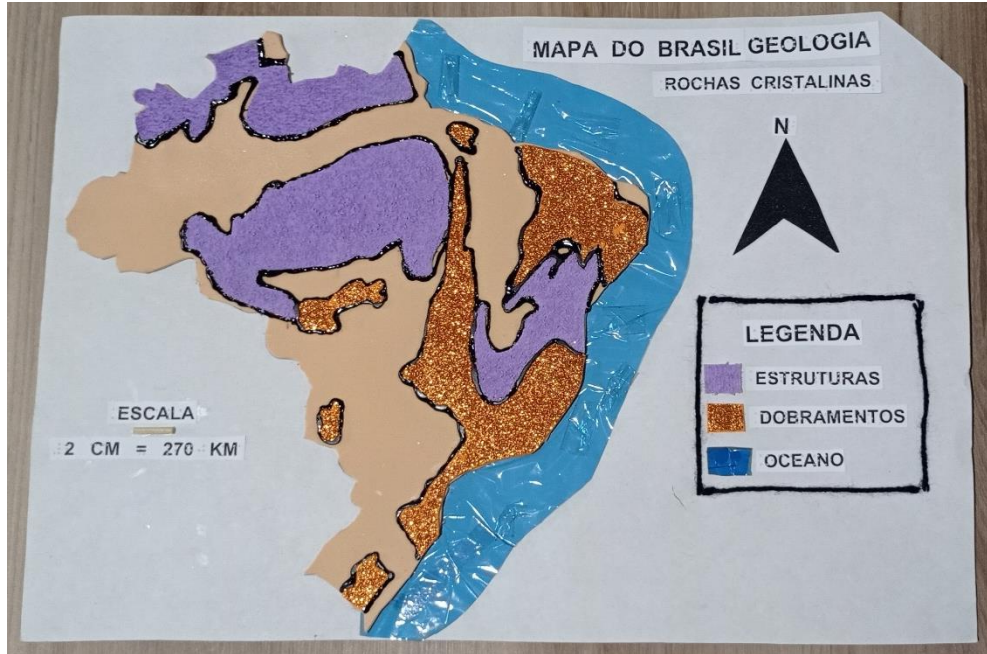 MAPA DO BRASIL GEOLOGIA
ROCHAS CRISTALINAS
N
LEGENDA
ESTRUTURAS
DOBRAMENTOS
OCEANO
ESCALA
2 CM = 270 KM